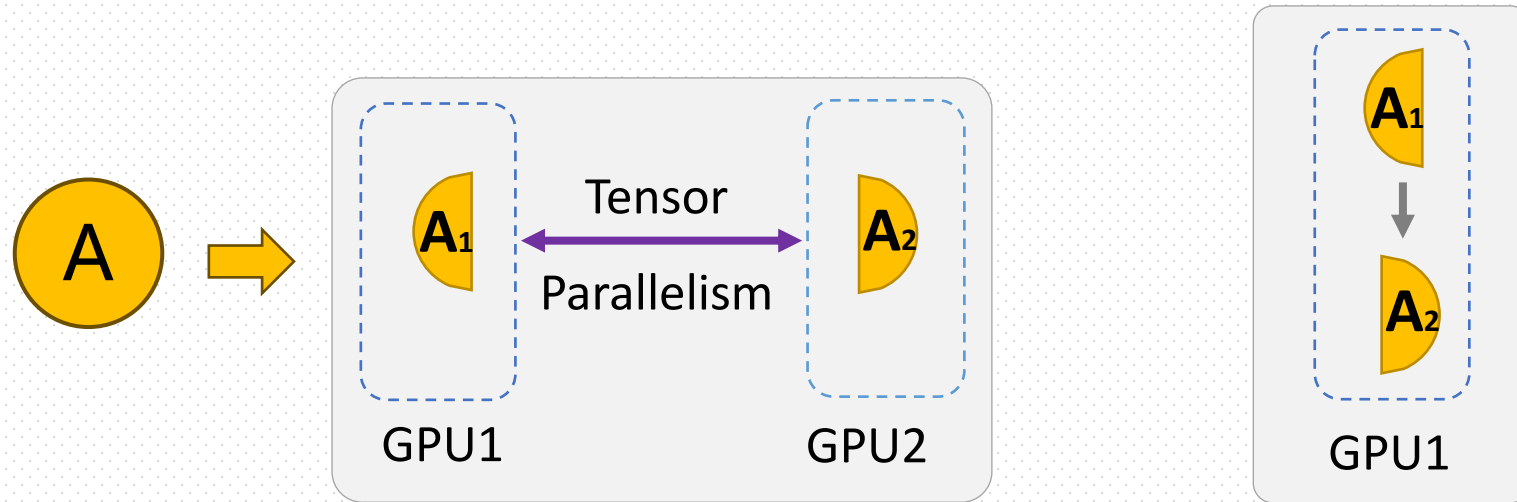 A
A1
Tensor
Parallelism
A2
GPU1
GPU2
A1
A2
GPU1